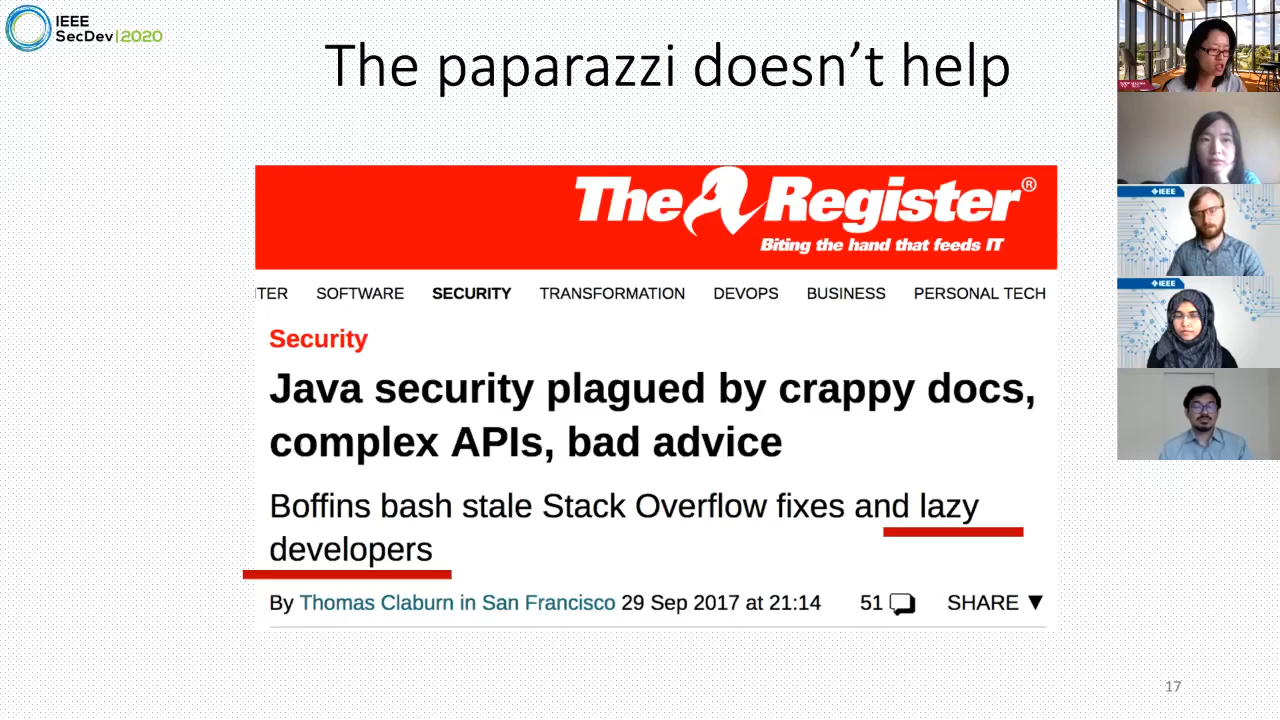 IEEE
SecDev|2020
The paparazzi doesn't help
The Register®
Biting the hand that feeds IT
ITER SOFTWARE SECURITY TRANSFORMATION DEVOPS BUSINESS PERSONAL TECH
Security
Java security plagued by crappy docs,
complex APIs, bad advice
Boffins bash stale Stack Overflow fixes and lazy
developers
By Thomas Claburn in San Francisco 29 Sep 2017 at 21:14 51 SHARE ▼
17
IEEE
IEEE